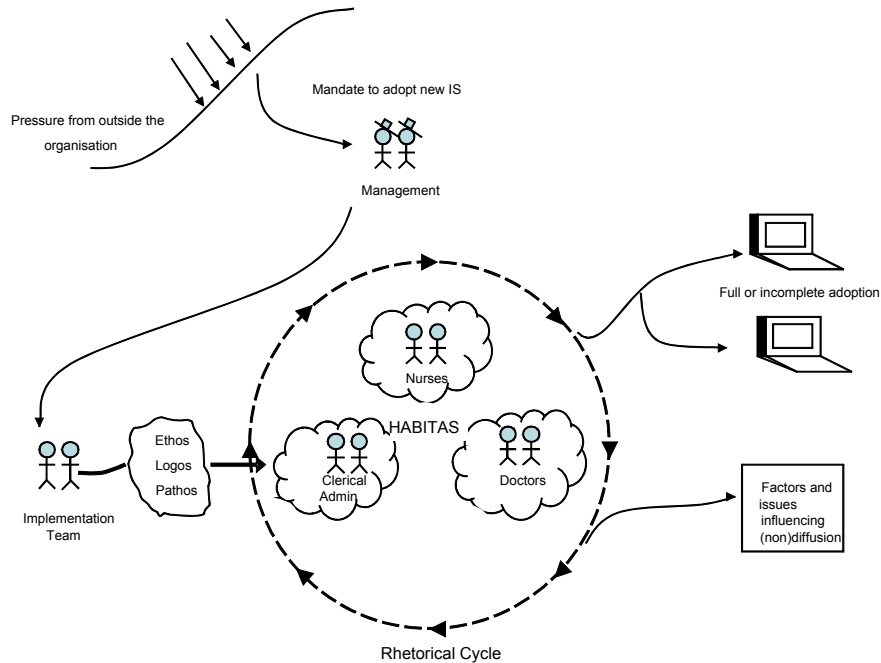 Mandate to adopt new IS
Pressure from outside the
organisation
Management
Full or incomplete adoption
Nurses
HABITAS
Ethos
Logos
Pathos
Clerical
Admin
Doctors
Implementation
Team
Factors and
issues
influencing
(non)diffusion
Rhetorical Cycle